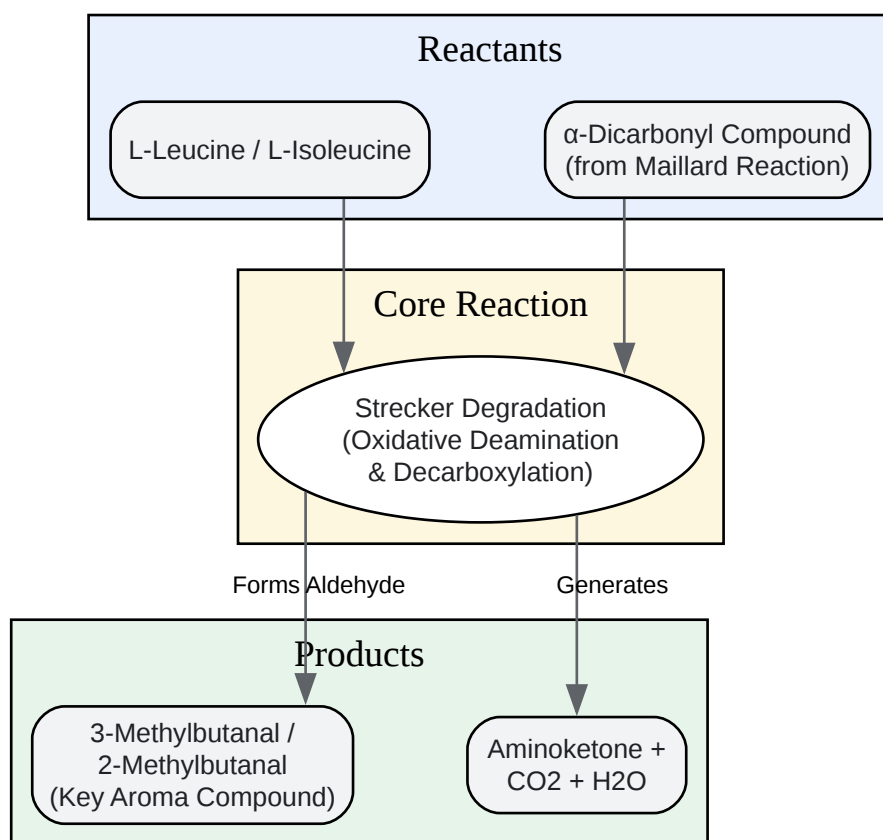 Reactants
L-Leucine / L-Isoleucine
α-Dicarbonyl Compound
(from Maillard Reaction)
Core Reaction
Strecker Degradation
(Oxidative Deamination
& Decarboxylation)
Forms Aldehyde
Generates
Products
3-Methylbutanal /
2-Methylbutanal
(Key Aroma Compound)
Aminoketone +
CO2 + H2O